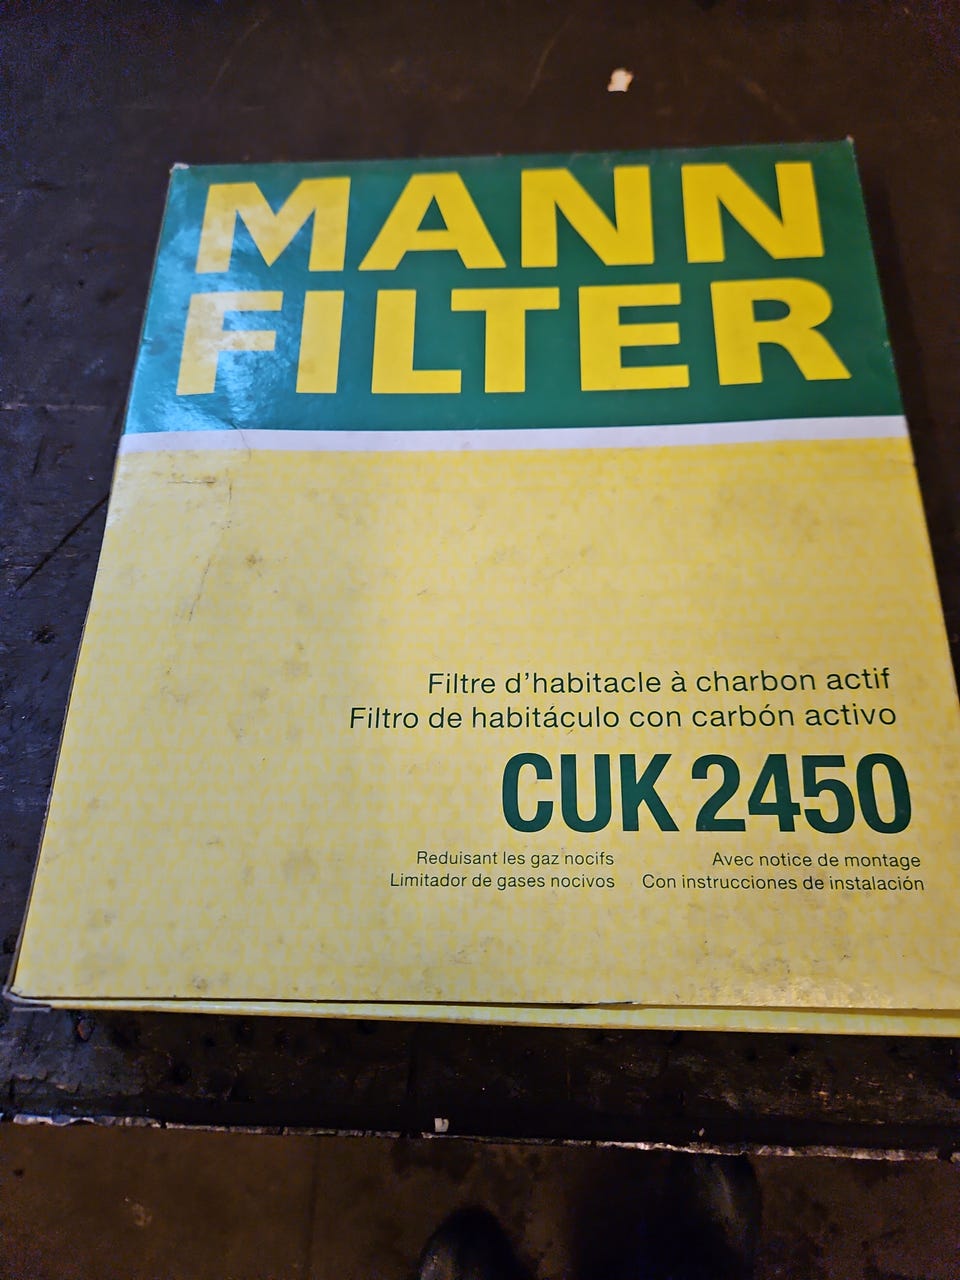 MANN
FILTER
Filtre d'habitacle à charbon actif
Filtro de habitáculo con carbón activo
CUK 2450
Reduisant les gaz nocifs
Limitador de gases nocivos
Avec notice de montage
Con instrucciones de instalación